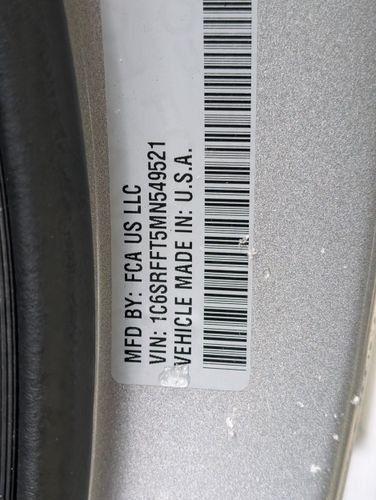 MFD BY: FCA US LLC
VIN: 1C6SRFFT5MN549521
VEHICLE MADE IN: U.S.A.